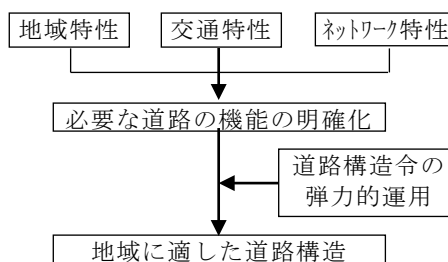 地域特性
交通特性
ﾈｯﾄﾜｰｸ特性
必要な道路の機能の明確化
道路構造令の
弾力的運用
地域に適した道路構造